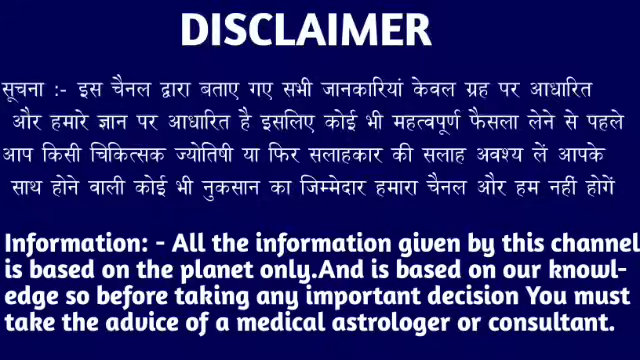 DISCLAIMER
सूचना :- इस चैनल द्वारा बताए गए सभी जानकारियां केवल ग्रह पर आधारित
और हमारे ज्ञान पर आधारित है इसलिए कोई भी महत्वपूर्ण फैसला लेने से पहले
आप किसी चिकित्सक ज्योतिषी या फिर सलाहकार की सलाह अवश्य लें आपके
साथ होने वाली कोई भी नुकसान का जिम्मेदार हमारा चैनल और हम नहीं होगें
Information: - All the information given by this channel
is based on the planet only.And is based on our knowl-
edge so before taking any important decision You must
take the advice of a medical astrologer or consultant.